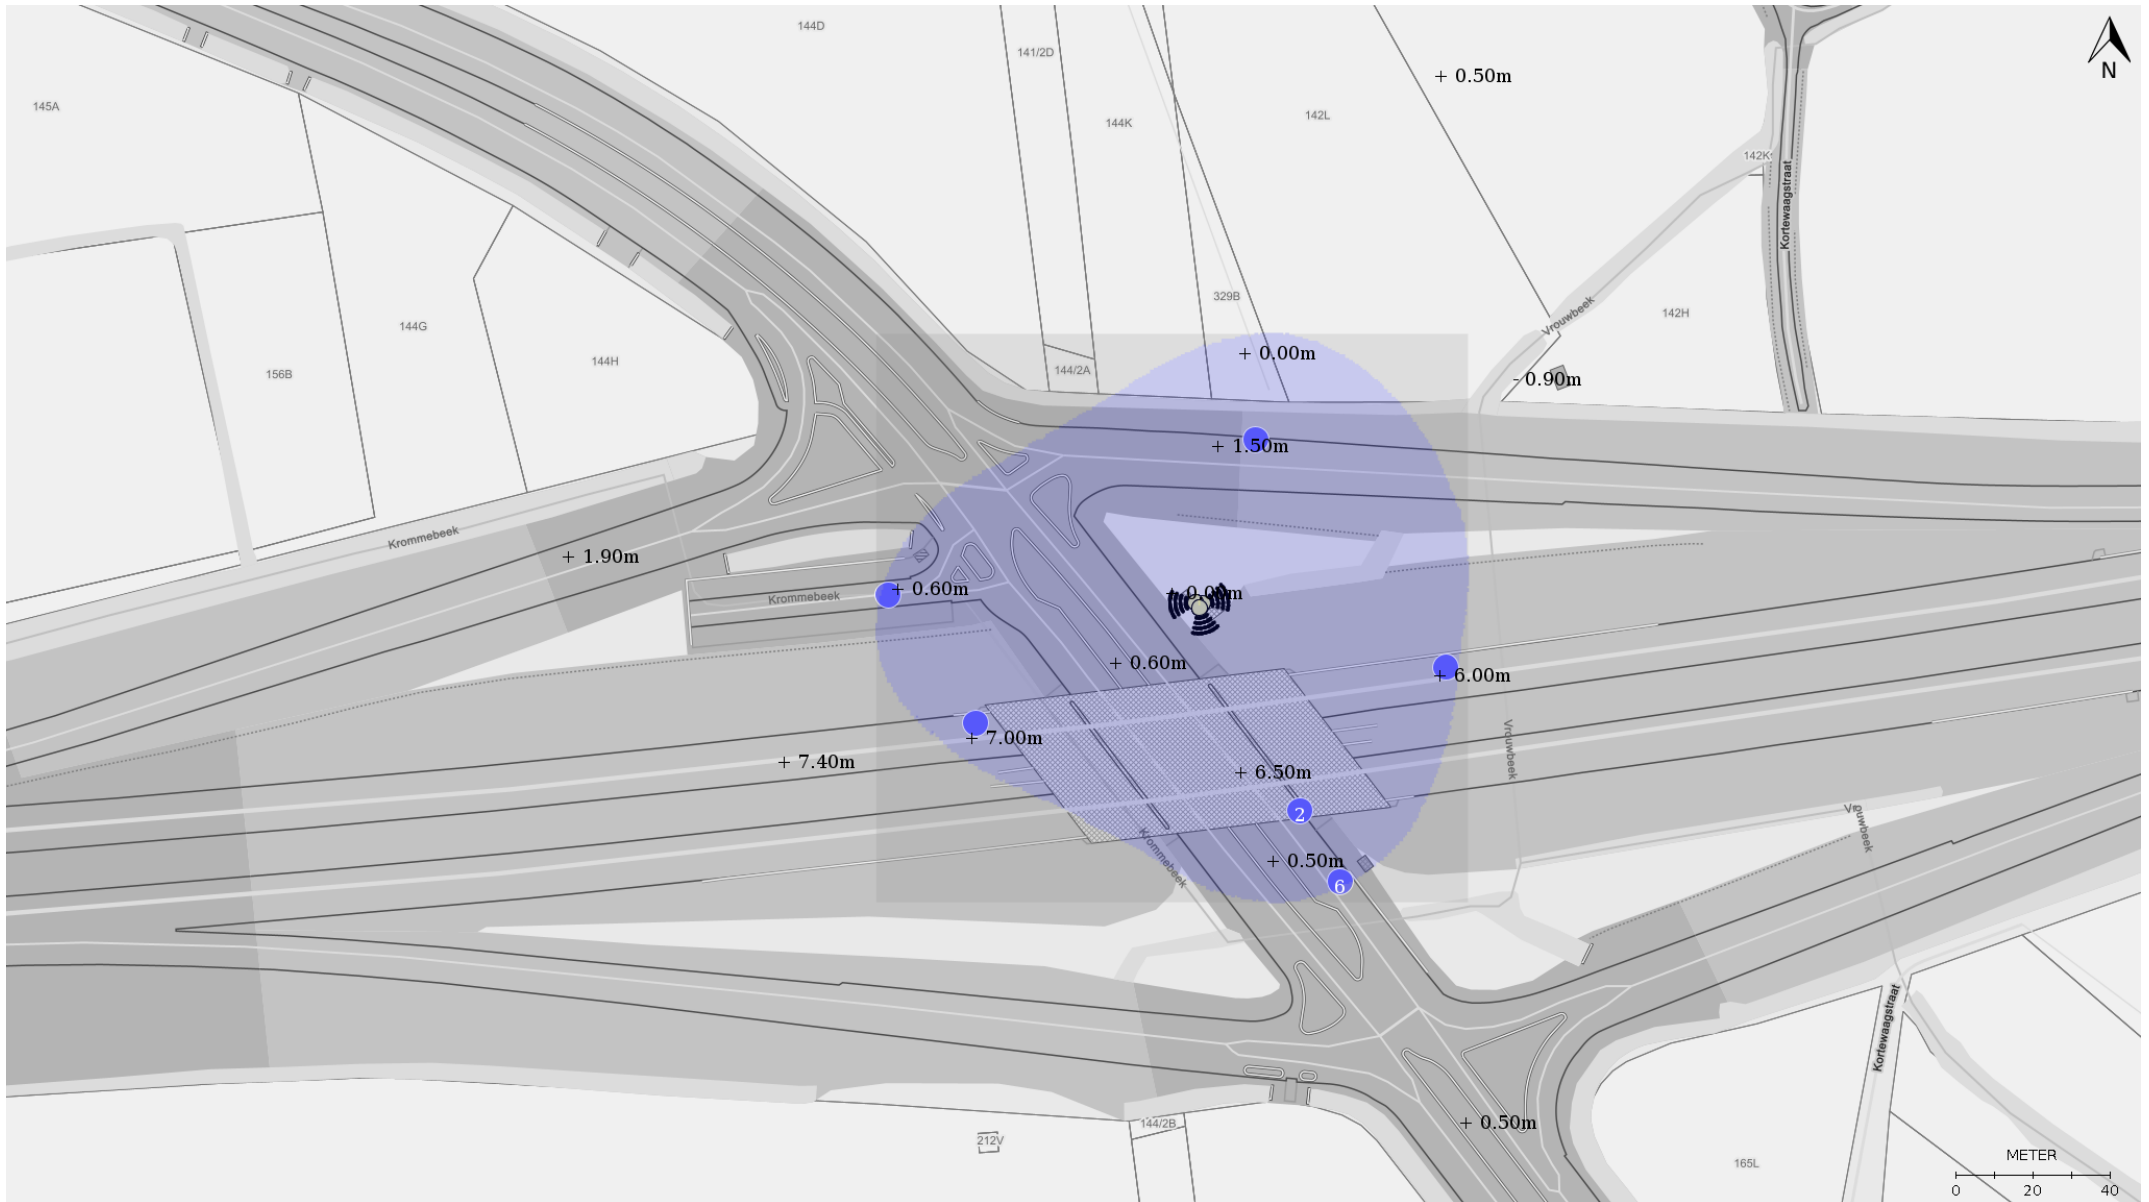 144D
N
141/2D
+ 0.50m
145A
144K
142L
142K
Kortewaagstraat
329B
Vrouwbeek
142H
144G
+ 0.00m
144H
144/2A
156B
- 0.90m
+ 1.50m
Krommebeek
+ 1.90m
+ 0.60m
Krommebeek
+ 0.60m
+ 6.00m
+ 7.00m
Vrouwbeek
+ 7.40m
+ 6.50m
2
Vrouwbeek
Krommebeek
+ 0.50m
6
Kortewaagstraat
+ 0.50m
144/2B
212V
METER
165L
0 20 40